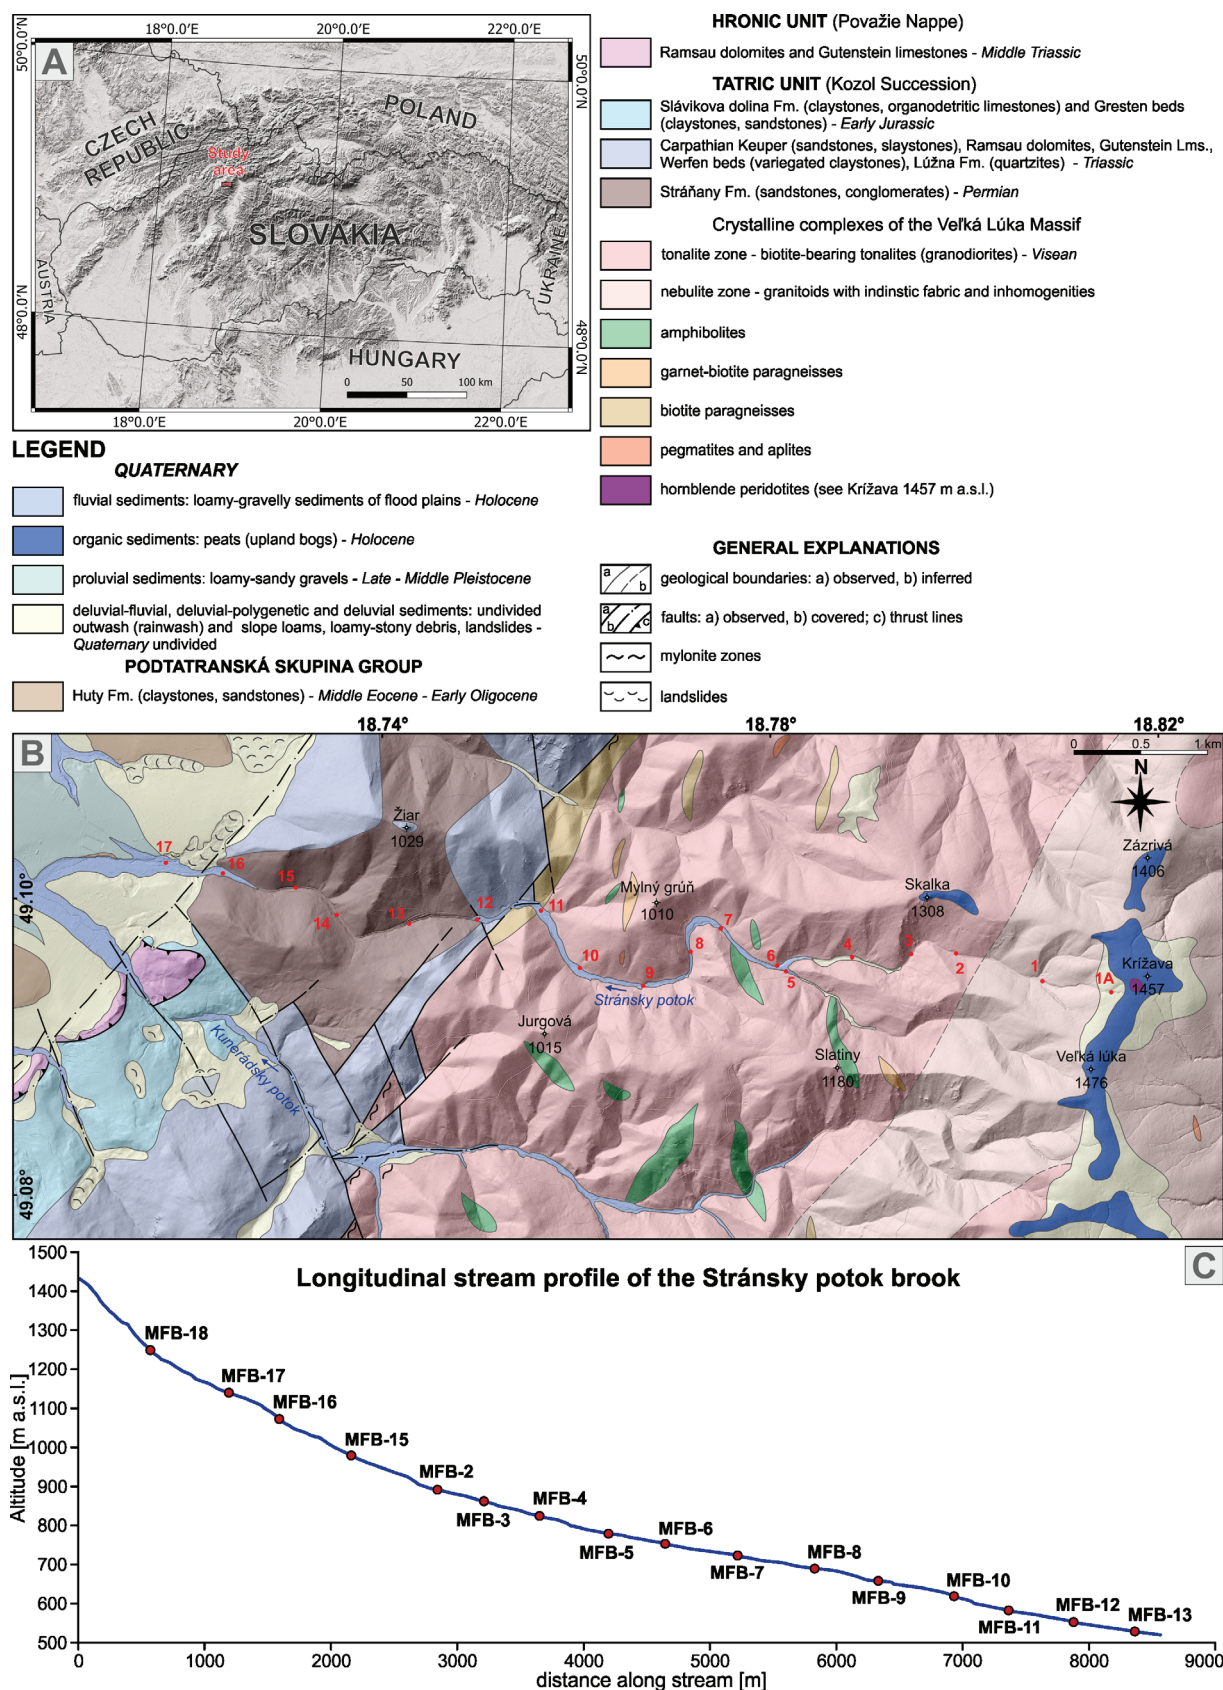 A
50°0.0'N
18°0.0'E
20°0.0'E
22°0.0'E
50°0.0'N
CZECH
REPUBLIC
POLAND
Study
area
SLOVAKIA
UKRAINE
AUSTRIA
48°0.0'N
48°0.0'N
HUNGARY
0 50 100 km
18°0.0'E
20°0.0'E
22°0.0'E
LEGEND
QUATERNARY
fluvial sediments: loamy-gravelly sediments of flood plains - Holocene
organic sediments: peats (upland bogs) - Holocene
proluvial sediments: loamy-sandy gravels - Late - Middle Pleistocene
deluvial-fluvial, deluvial-polygenetic and deluvial sediments: undivided
outwash (rainwash) and slope loams, loamy-stony debris, landslides -
Quaternary undivided
PODTATRANSKÁ SKUPINA GROUP
Huty Fm. (claystones, sandstones) - Middle Eocene - Early Oligocene
HRONIC UNIT (Považie Nappe)
Ramsau dolomites and Gutenstein limestones - Middle Triassic
TATRIC UNIT (Kozol Succession)
Slávikova dolina Fm. (claystones, organodetritic limestones) and Gresten beds
(claystones, sandstones) - Early Jurassic
Carpathian Keuper (sandstones, slaystones), Ramsau dolomites, Gutenstein Lms.,
Werfen beds (variegated claystones), Lúžna Fm. (quartzites) - Triassic
Stráňany Fm. (sandstones, conglomerates) - Permian
Crystalline complexes of the Veľká Lúka Massif
tonalite zone - biotite-bearing tonalites (granodiorites) - Visean
nebulite zone - granitoids with indinstic fabric and inhomogenities
amphibolites
garnet-biotite paragneisses
biotite paragneisses
pegmatites and aplites
hornblende peridotites (see Krížava 1457 m a.s.l.)
GENERAL EXPLANATIONS
a b
geological boundaries: a) observed, b) inferred
a b c
faults: a) observed, b) covered; c) thrust lines
mylonite zones
landslides
18.74°
18.78°
18.82°
B
0 0.5 1 km
N
Žiar
1029
Zázrivá
1406
17
16
15
14
13
12
11
Mylný grúň
1010
Skalka
1308
49.10°
10
9
8
7
6
5
4
3
2
1
1A
Krížava
1457
Stránsky potok
Jurgová
1015
Kunerádsky potok
Slatiny
1180
Veľká lúka
1476
49.08°
C
Longitudinal stream profile of the Stránsky potok brook
Altitude [m a.s.l.]
1500
1400
1300
1200
1100
1000
900
800
700
600
500
MFB-18
MFB-17
MFB-16
MFB-15
MFB-2
MFB-3
MFB-4
MFB-5
MFB-6
MFB-7
MFB-8
MFB-9
MFB-10
MFB-11
MFB-12
MFB-13
0 1000 2000 3000 4000 5000 6000 7000 8000 9000
distance along stream [m]